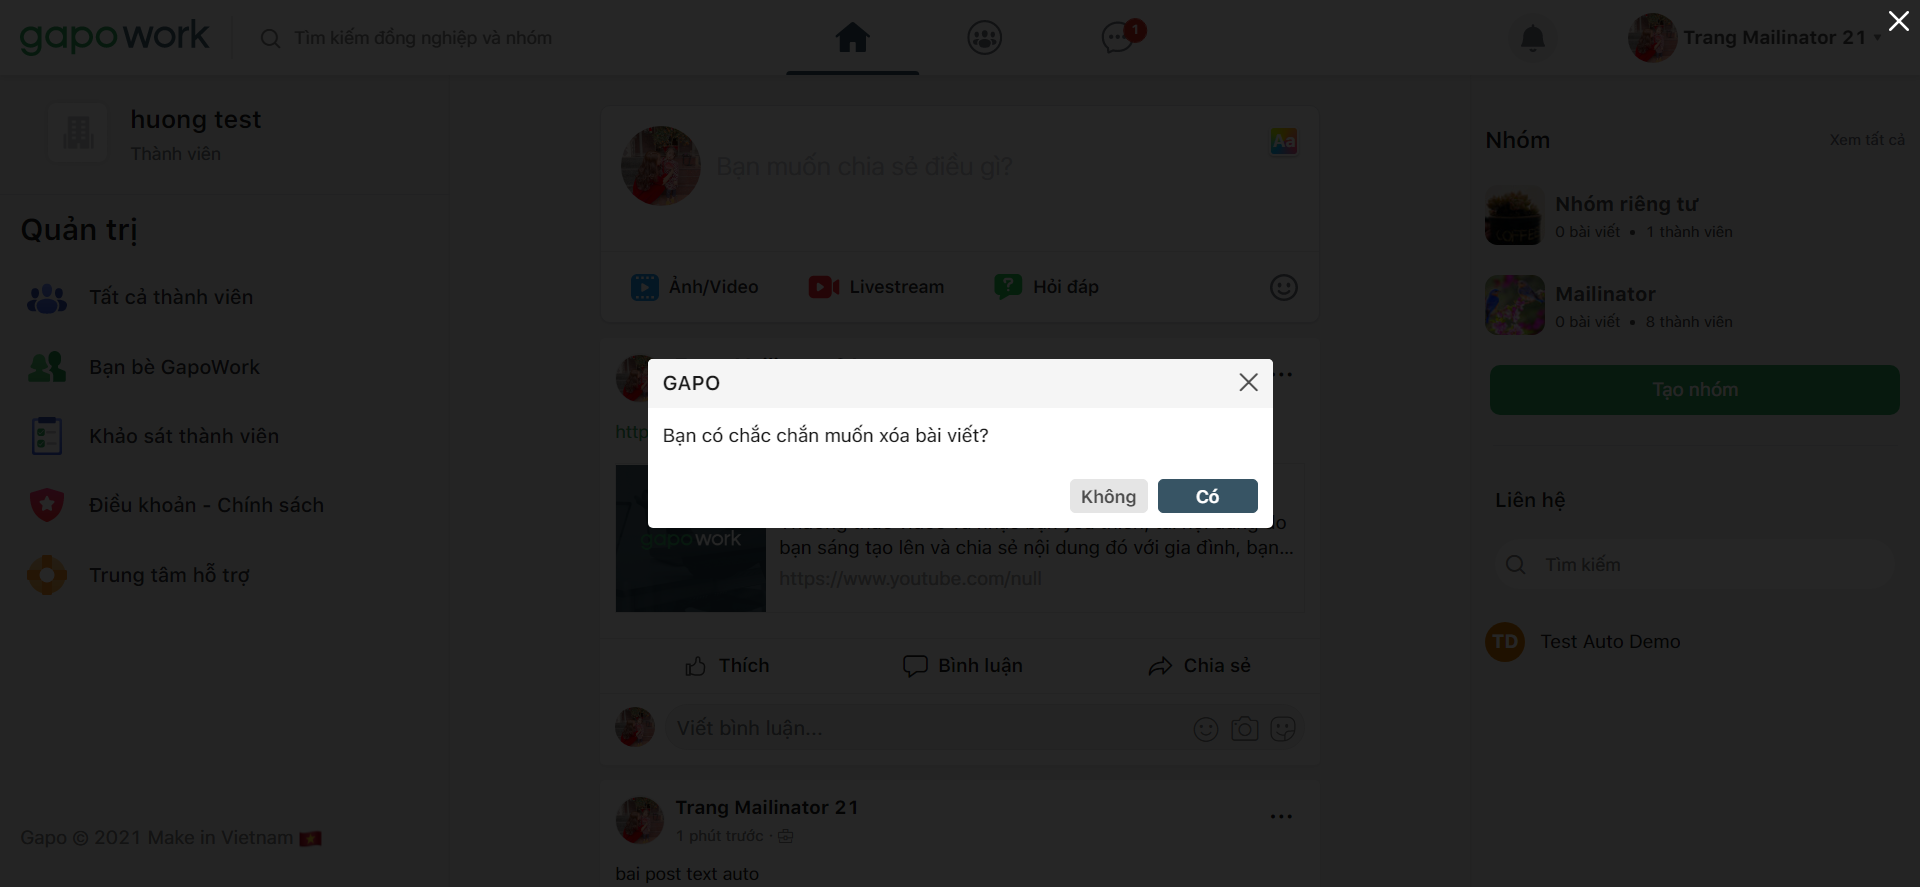 gapowork
Tìm kiếm đồng nghiệp và nhóm
1
Trang Mailinator 21
huong test
Thành viên
Quản trị
Tất cả thành viên
Bạn bè GapoWork
Khảo sát thành viên
Điều khoản - Chính sách
Trung tâm hỗ trợ
Gapo © 2021 Make in Vietnam
Bạn muốn chia sẻ điều gì?
Aa
Ảnh/Video
Livestream
Hỏi đáp
GAPO
Bạn có chắc chắn muốn xóa bài viết?
Không
Có
http
gapowork
bạn sáng tạo lên và chia sẻ nội dung đó với gia đình, bạn...
https://www.youtube.com/null
Thích
Bình luận
Chia sẻ
Viết bình luận...
Trang Mailinator 21
1 phút trước ·
bai post text auto
Nhóm
Xem tất cả
Nhóm riêng tư
0 bài viết • 1 thành viên
Mailinator
0 bài viết • 8 thành viên
Tạo nhóm
Liên hệ
Tìm kiếm
TD
Test Auto Demo